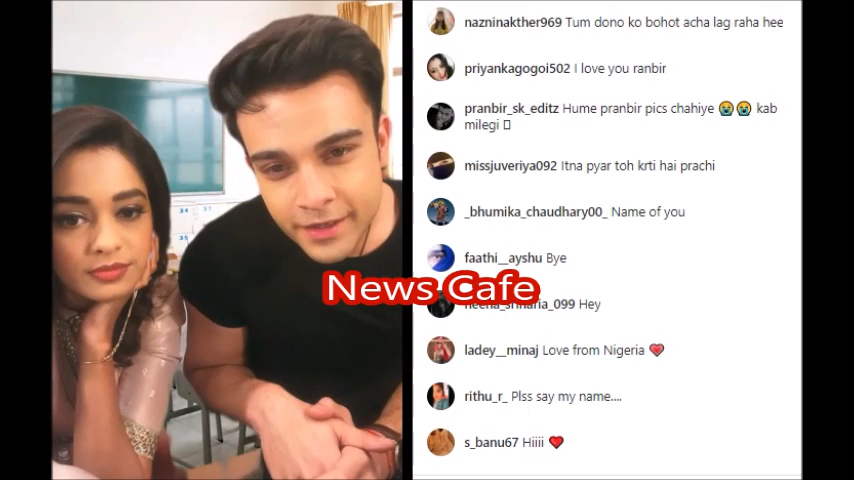 nazninakther969 Tum dono ko bohot acha lag raha hee
priyankagogoi502 I love you ranbir
pranbir_sk_editz Hume pranbir pics chahiye 😭😭 kab
milegi
missjuveriya092 Itna pyar toh krti hai prachi
_bhumika_chaudhary00_ Name of you
faathi__ayshu Bye
News Cafe
Hey
ladey__minaj Love from Nigeria ❤️
rithu_r_ Plss say my name....
s_banu67 Hiiii ❤️